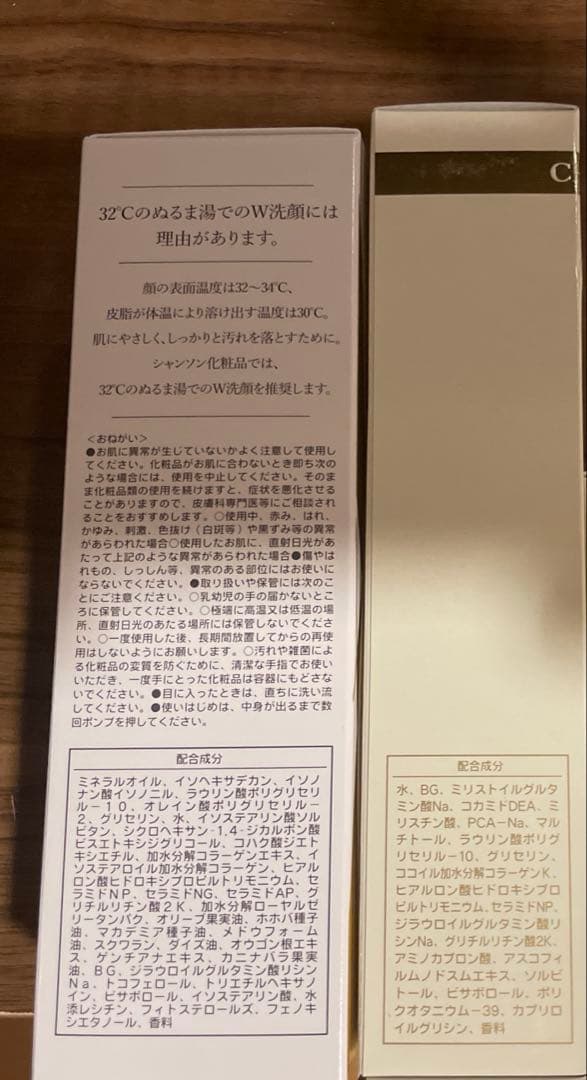 32℃のぬるま湯でのW洗顔には
理由があります。
顔の表面温度は32〜34℃、
皮脂が体温により溶け出す温度は30℃。
肌にやさしく、しっかりと汚れを落とすために。
シャンソン化粧品では、
32℃のぬるま湯でのW洗顔を推奨します。
＜おねがい＞
●お肌に異常が生じていないかよく注意して使用し
てください。化粧品がお肌に合わないとき即ち次の
ような場合には、使用を中止してください。そのま
ま化粧品類の使用を続けますと、症状を悪化させる
ことがありますので、皮膚科専門医等にご相談され
ることをおすすめします。○使用中、赤み、はれ、
かゆみ、刺激、色抜け（白斑等）や黒ずみ等の異常
があらわれた場合○使用したお肌に、直射日光があ
たって上記のような異常があらわれた場合●傷やは
れもの、しっしん等、異常のある部位にはお使いに
ならないでください。●取り扱いや保管には次のこ
とにご注意ください。○乳幼児の手の届かないとこ
ろに保管してください。○極端に高温又は低温の場
所、直射日光のあたる場所には保管しないでくださ
い。○一度使用した後、長期間放置してからの再使
用はしないようにお願いします。○汚れや雑菌によ
る化粧品の変質を防ぐために、清潔な手指でお使い
いただき、一度手にとった化粧品は容器にもどさな
いでください。●目に入ったときは、直ちに洗い流
してください。●使いはじめは、中身が出るまで数
回ポンプを押してください。
配合成分
ミネラルオイル、イソヘキサデカン、イソノ
ナン酸イソノニル、ラウリン酸ポリグリセリ
ル－１０、オレイン酸ポリグリセリル－
２、グリセリン、水、イソステアリン酸ソル
ビタン、シクロヘキサン-1,4-ジカルボン酸
ビスエトキシジグリコール、コハク酸ジエト
キシエチル、加水分解コラーゲンエキス、イ
ソステアロイル加水分解コラーゲン、ヒアル
ロン酸ヒドロキシプロピルトリモニウム、セ
ラミドNP、セラミドNG、セラミドAP、グ
リチルリチン酸２Ｋ、加水分解ローヤルゼ
リータンパク、オリーブ果実油、ホホバ種子
油、マカデミア種子油、メドウフォーム
油、スクワラン、ダイズ油、オウゴン根エキ
ス、ゲンチアナエキス、カニナバラ果実
油、ＢＧ、ジラウロイルグルタミン酸リシン
Ｎａ、トコフェロール、トリエチルヘキサノ
イン、ビサボロール、イソステアリン酸、水
添レシチン、フィトステロールズ、フェノキ
シエタノール、香料
C
配合成分
水、BG、ミリストイルグルタ
ミン酸Na、コカミドDEA、ミ
リスチン酸、PCA-Na、マル
チトール、ラウリン酸ポリグ
リセリル-10、グリセリン、
ココイル加水分解コラーゲンK、
ヒアルロン酸ヒドロキシプロ
ピルトリモニウム、セラミドNP、
ジラウロイルグルタミン酸リ
シンNa、グリチルリチン酸2K、
アミノカプロン酸、アスコフィ
ルムノドスムエキス、ソルビ
トール、ビサボロール、ポリ
クオタニウム-39、カプリロ
イルグリシン、香料